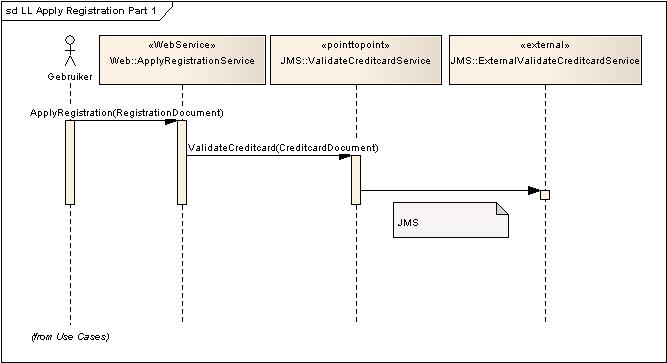 sd LL Apply Registration Part 1
Gebruiker
«WebService»
Web::ApplyRegistrationService
«pointtopoint»
JMS::ValidateCreditcardService
«external»
JMS::ExternalValidateCreditcardService
ApplyRegistration(RegistrationDocument)
ValidateCreditcard(CreditcardDocument)
JMS
(from Use Cases)